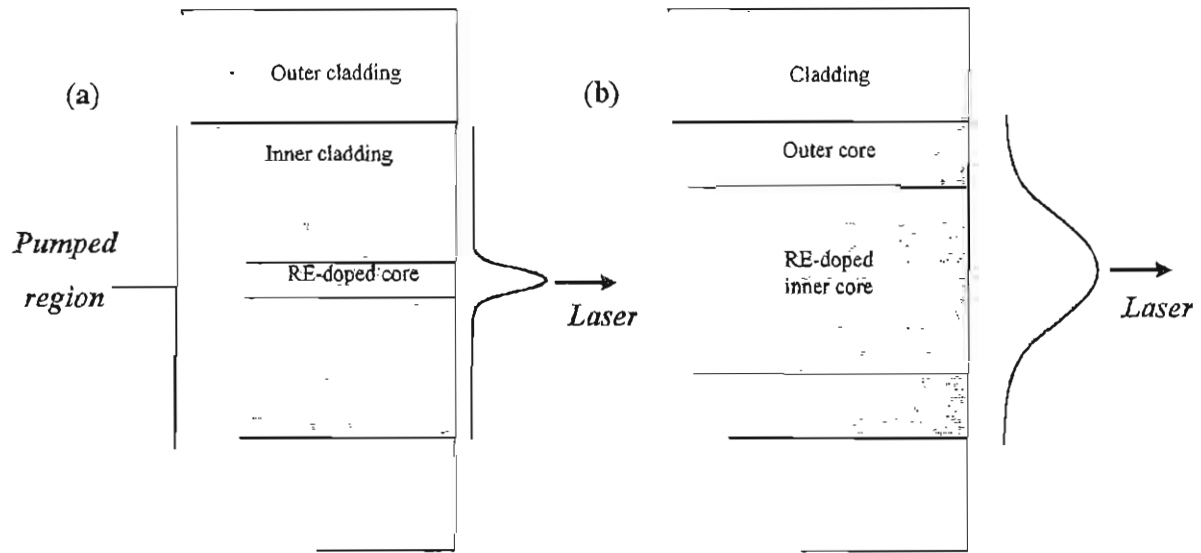 (a)
Outer cladding
Inner cladding
Pumped
region
RE-doped core
Laser
(b)
Cladding
Outer core
RE-doped
inner core
Laser